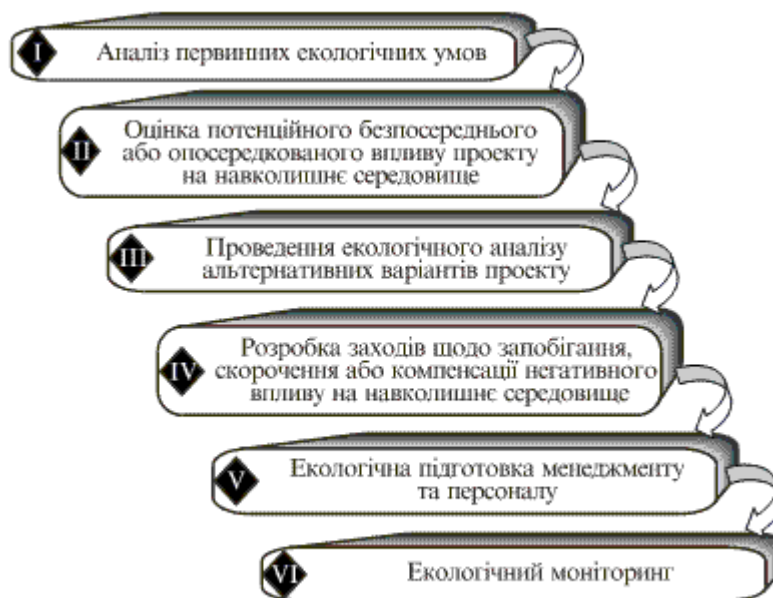 I Аналіз первинних екологічних умов
II Оцінка потенційного безпосереднього
або опосередкованого впливу проекту
на навколишнє середовище
III Проведення екологічного аналізу
альтернативних варіантів проекту
IV Розробка заходів щодо запобігання,
скорочення або компенсації негативного
впливу на навколишнє середовище
V Екологічна підготовка менеджменту
та персоналу
VI Екологічний моніторинг